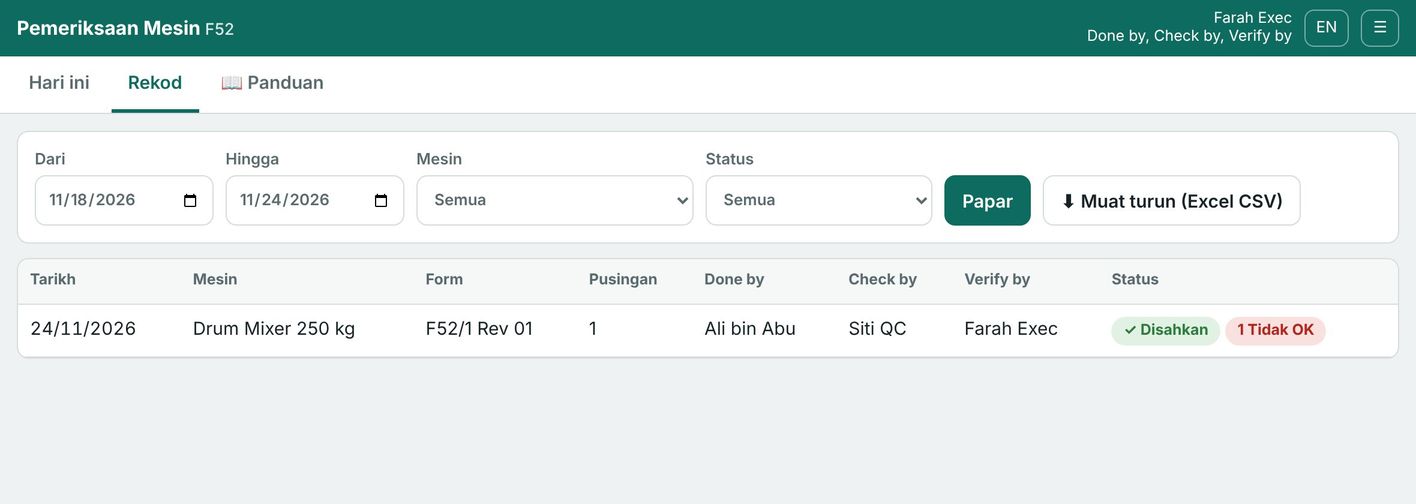 Pemeriksaan Mesin F52
Farah Exec
Done by, Check by, Verify by
EN
☰
Hari ini
Rekod
📖 Panduan
Dari
Hingga
Mesin
Status
11/18/2026
11/24/2026
Semua
Semua
Papar
⬇ Muat turun (Excel CSV)
Tarikh Mesin Form Pusingan Done by Check by Verify by Status
24/11/2026 Drum Mixer 250 kg F52/1 Rev 01 1 Ali bin Abu Siti QC Farah Exec ✓ Disahkan 1 Tidak OK